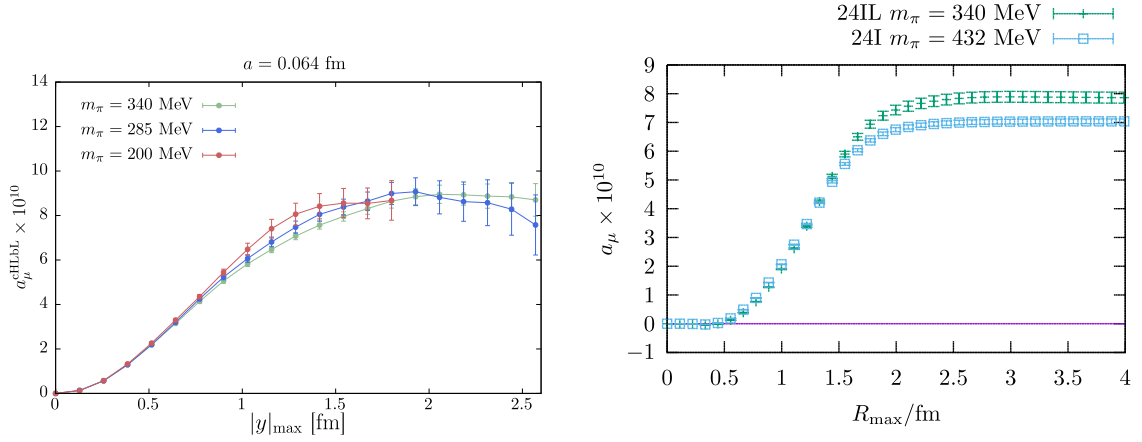 a = 0.064 fm
14
12
10
8
6
4
2
0
a_μ^cHLbL × 10^10
m_π = 340 MeV
m_π = 285 MeV
m_π = 200 MeV
0 0.5 1 1.5 2 2.5
|y|_max [fm]
24IL m_π = 340 MeV
24I m_π = 432 MeV
9
8
7
6
5
4
3
2
1
0
−1
a_μ × 10^10
0 0.5 1 1.5 2 2.5 3 3.5 4
R_max/fm